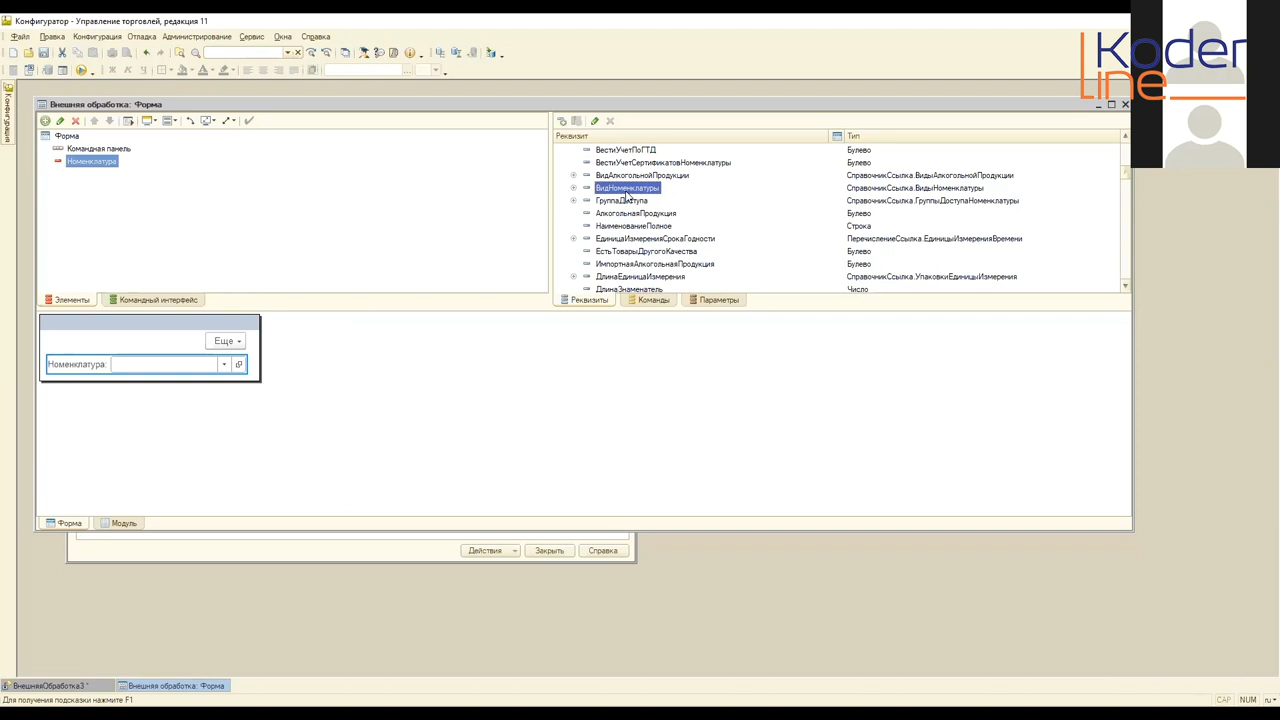 Конфигуратор - Управление торговлей, редакция 11
Файл Правка Конфигурация Отладка Администрирование Сервис Окна Справка
Koder
Line
Конфигурация
Внешняя обработка: Форма
Форма
Командная панель
Номенклатура
Элементы Командный интерфейс
Реквизит Тип
ВестиУчетПоГТД Булево
ВестиУчетСертификатовНоменклатуры Булево
ВидАлкогольнойПродукции СправочникСсылка.ВидыАлкогольнойПродукции
ВидНоменклатуры СправочникСсылка.ВидыНоменклатуры
ГруппаДоступа СправочникСсылка.ГруппыДоступаНоменклатуры
АлкогольнаяПродукция Булево
НаименованиеПолное Строка
ЕдиницаИзмеренияСрокаГодности ПеречислениеСсылка.ЕдиницыИзмеренияВремени
ЕстьТоварыДругогоКачества Булево
ИмпортнаяАлкогольнаяПродукция Булево
ДлинаЕдиницаИзмерения СправочникСсылка.УпаковкиЕдиницыИзмерения
ДлинаЗнаменатель Число
Реквизиты Команды Параметры
Еще
Номенклатура:
Форма Модуль
Действия Закрыть Справка
ВнешняяОбработка3 * Внешняя обработка: Форма
Для получения подсказки нажмите F1 CAP NUM ru